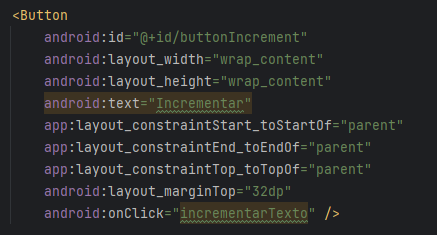 <Button
android:id="@+id/buttonIncrement"
android:layout_width="wrap_content"
android:layout_height="wrap_content"
android:text="Incrementar"
app:layout_constraintStart_toStartOf="parent"
app:layout_constraintEnd_toEndOf="parent"
app:layout_constraintTop_toTopOf="parent"
android:layout_marginTop="32dp"
android:onClick="incrementarTexto" />